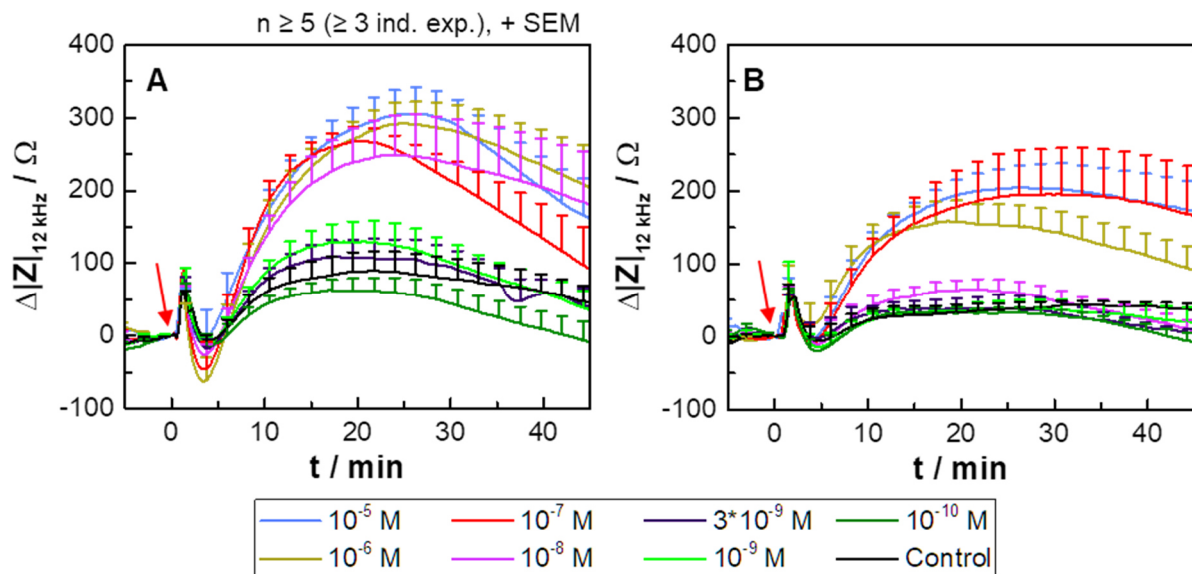 n ≥ 5 (≥ 3 ind. exp.), + SEM
A
400
300
200
100
0
-100
Δ|Z|12 kHz / Ω
0 10 20 30 40
t / min
B
400
300
200
100
0
-100
Δ|Z|12 kHz / Ω
0 10 20 30 40
t / min
10⁻⁵ M 10⁻⁷ M 3*10⁻⁹ M 10⁻¹⁰ M
10⁻⁶ M 10⁻⁸ M 10⁻⁹ M Control